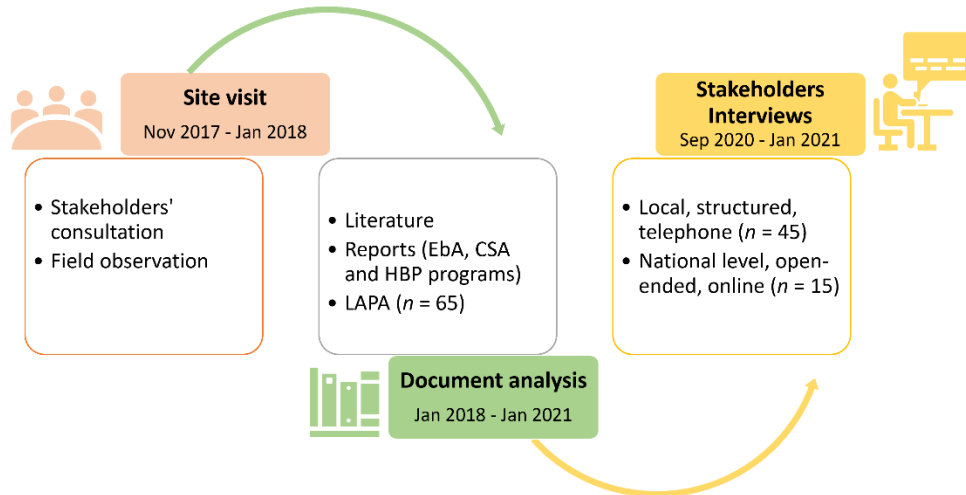 Site visit
Nov 2017 - Jan 2018
• Stakeholders'
consultation
• Field observation
• Literature
• Reports (EbA, CSA
and HBP programs)
• LAPA (n = 65)
Document analysis
Jan 2018 - Jan 2021
Stakeholders
Interviews
Sep 2020 - Jan 2021
• Local, structured,
telephone (n = 45)
• National level, open-
ended, online (n = 15)